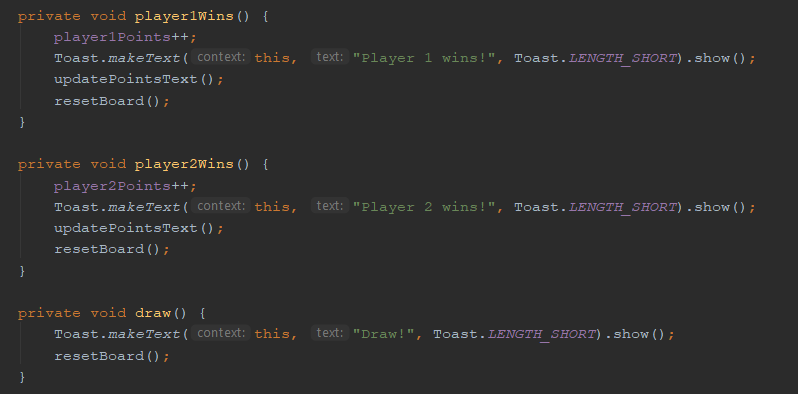 private void player1Wins() {
player1Points++;
Toast.makeText( context: this, text: "Player 1 wins!", Toast.LENGTH_SHORT).show();
updatePointsText();
resetBoard();
}
private void player2Wins() {
player2Points++;
Toast.makeText( context: this, text: "Player 2 wins!", Toast.LENGTH_SHORT).show();
updatePointsText();
resetBoard();
}
private void draw() {
Toast.makeText( context: this, text: "Draw!", Toast.LENGTH_SHORT).show();
resetBoard();
}